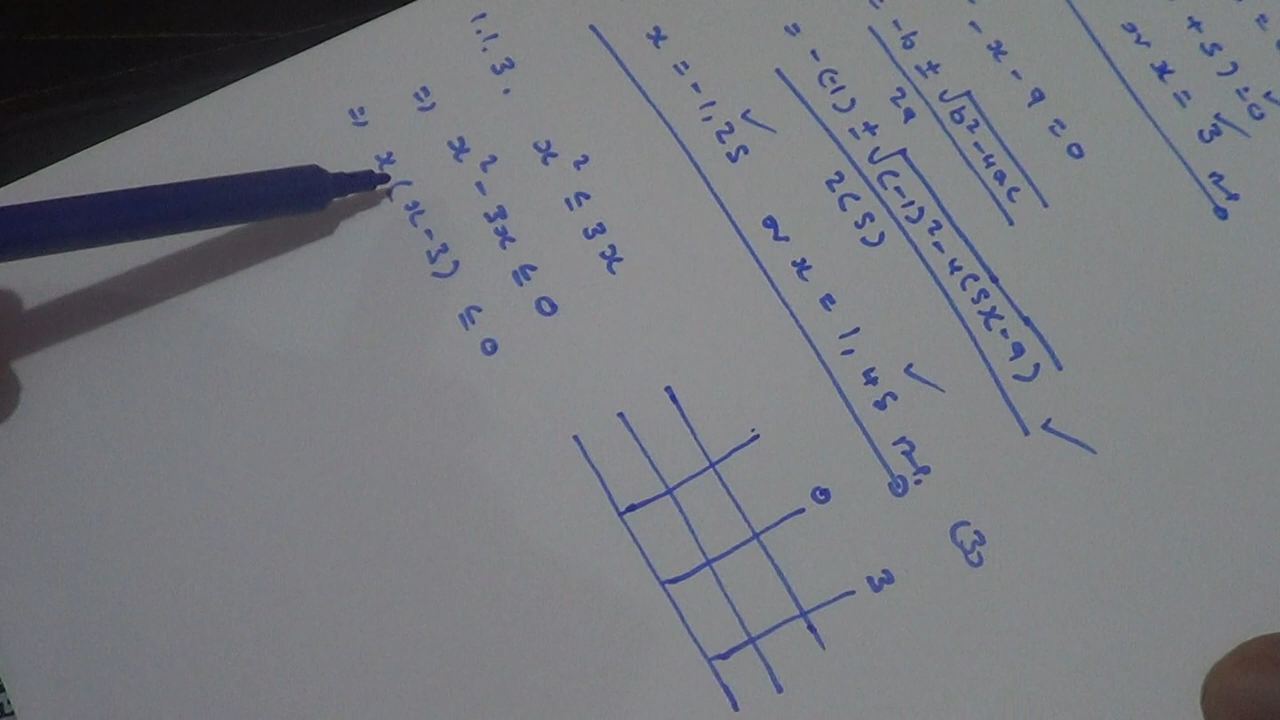 + 5) = 0
or x = 3
- x - 9 = 0
= -b ± √b² - 4ac
2a
= -(-1) ± √(-1)² - 4(5x-9)
2(5)
x = -1,25 or x = 1,45 (3)
1.1.3. x² ≤ 3x
=> x² - 3x ≤ 0
=> x(x-3) ≤ 0
0 3